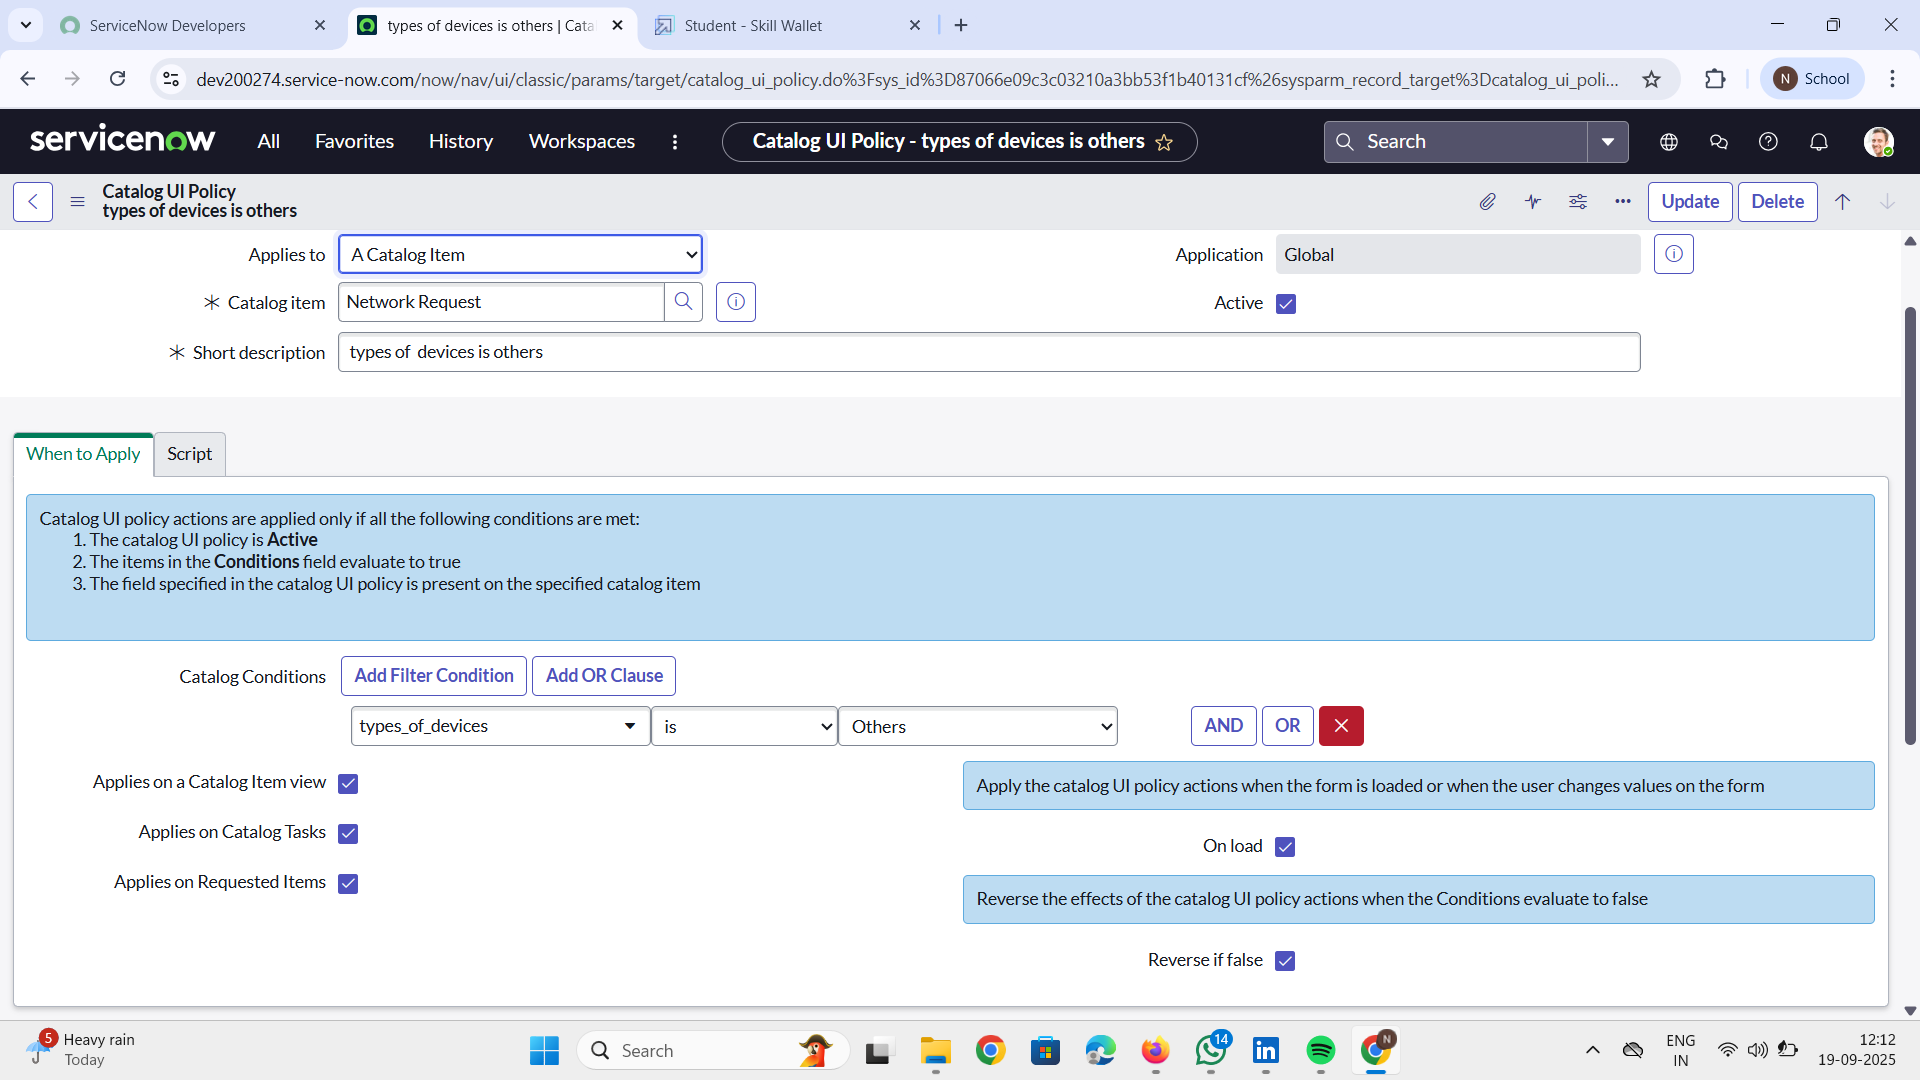 ServiceNow Developers
types of devices is others | Cata
Student - Skill Wallet
dev200274.service-now.com/now/nav/ui/classic/params/target/catalog_ui_policy.do%3Fsys_id%3D87066e09c3c03210a3bb53f1b40131cf%26sysparm_record_target%3Dcatalog_ui_poli...
N School
servicenow
All
Favorites
History
Workspaces
Catalog UI Policy - types of devices is others
Search
Catalog UI Policy
types of devices is others
Update
Delete
Applies to
A Catalog Item
Application
Global
Catalog item
Network Request
Active
Short description
types of  devices is others
When to Apply
Script
Catalog UI policy actions are applied only if all the following conditions are met:
1. The catalog UI policy is Active
2. The items in the Conditions field evaluate to true
3. The field specified in the catalog UI policy is present on the specified catalog item
Catalog Conditions
Add Filter Condition
Add OR Clause
types_of_devices
is
Others
AND
OR
Applies on a Catalog Item view
Apply the catalog UI policy actions when the form is loaded or when the user changes values on the form
Applies on Catalog Tasks
On load
Applies on Requested Items
Reverse the effects of the catalog UI policy actions when the Conditions evaluate to false
Reverse if false
5
Heavy rain
Today
Search
14
N
ENG
IN
12:12
19-09-2025